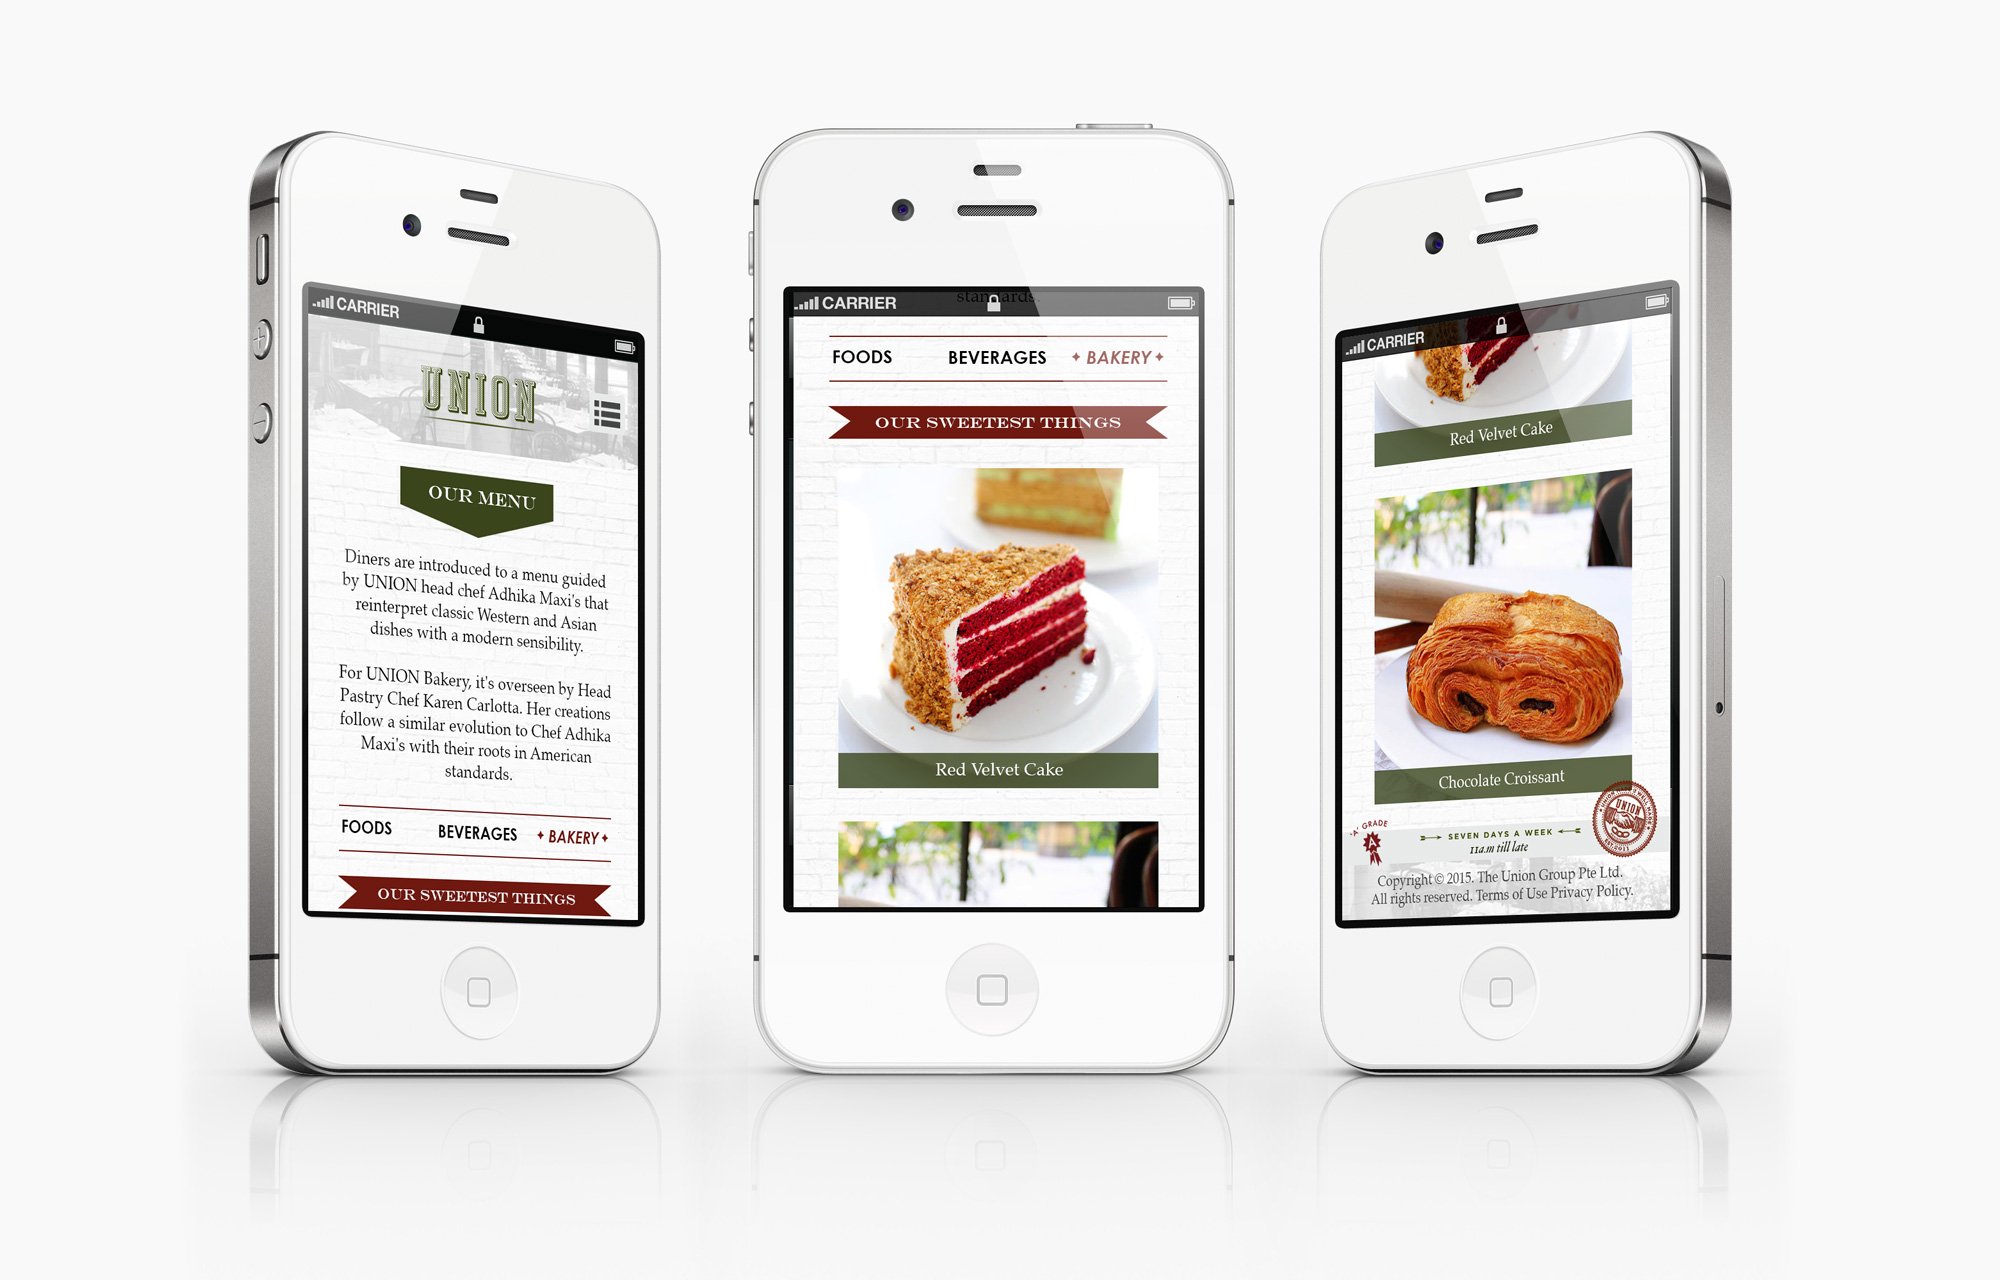 CARRIER
UNION
OUR MENU
Diners are introduced to a menu guided
by UNION head chef Adhika Maxi's that
reinterpret classic Western and Asian
dishes with a modern sensibility.
For UNION Bakery, it's overseen by Head
Pastry Chef Karen Carlotta. Her creations
follow a similar evolution to Chef Adhika
Maxi's with their roots in American
standards.
FOODS BEVERAGES BAKERY
OUR SWEETEST THINGS
standards.
CARRIER
FOODS BEVERAGES BAKERY
OUR SWEETEST THINGS
Red Velvet Cake
CARRIER
Red Velvet Cake
Chocolate Croissant
'A' GRADE
SEVEN DAYS A WEEK
11a.m till late
UNION
Copyright © 2015. The Union Group Pte Ltd.
All rights reserved. Terms of Use Privacy Policy.